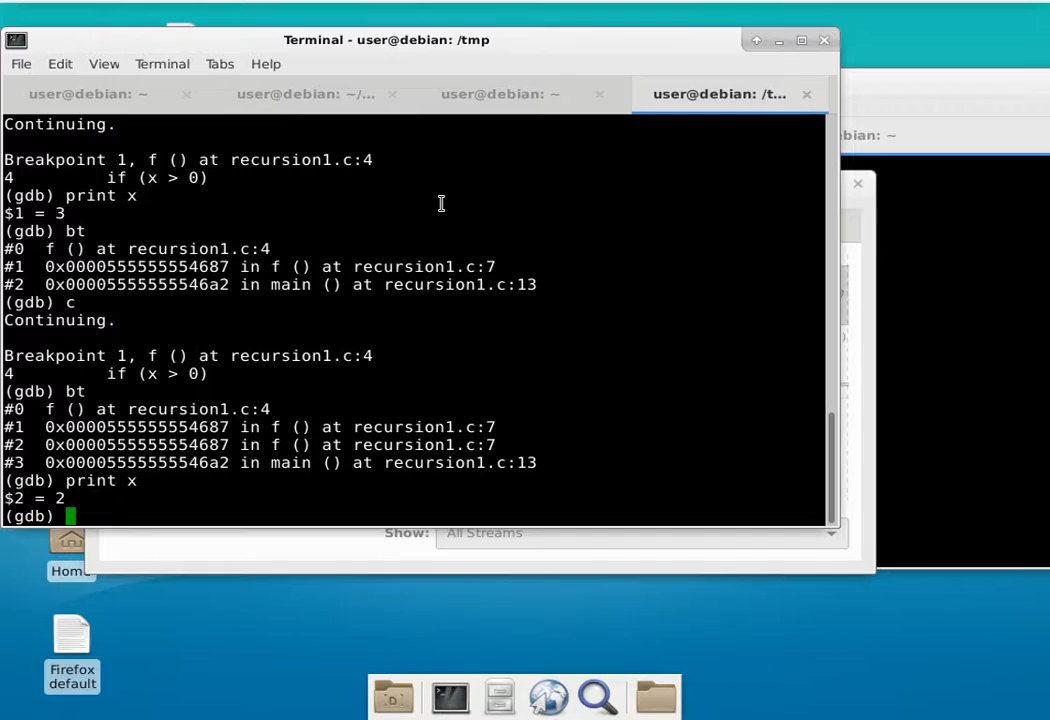 Terminal - user@debian: /tmp
File Edit View Terminal Tabs Help
user@debian: ~ user@debian: ~/... user@debian: ~ user@debian: /t...
ebian: ~
Continuing.
Breakpoint 1, f () at recursion1.c:4
4 if (x > 0)
(gdb) print x
$1 = 3
(gdb) bt
#0 f () at recursion1.c:4
#1 0x0000555555554687 in f () at recursion1.c:7
#2 0x00005555555546a2 in main () at recursion1.c:13
(gdb) c
Continuing.
Breakpoint 1, f () at recursion1.c:4
4 if (x > 0)
(gdb) bt
#0 f () at recursion1.c:4
#1 0x0000555555554687 in f () at recursion1.c:7
#2 0x0000555555554687 in f () at recursion1.c:7
#3 0x00005555555546a2 in main () at recursion1.c:13
(gdb) print x
$2 = 2
(gdb)
Show: All Streams
Home
Firefox
default